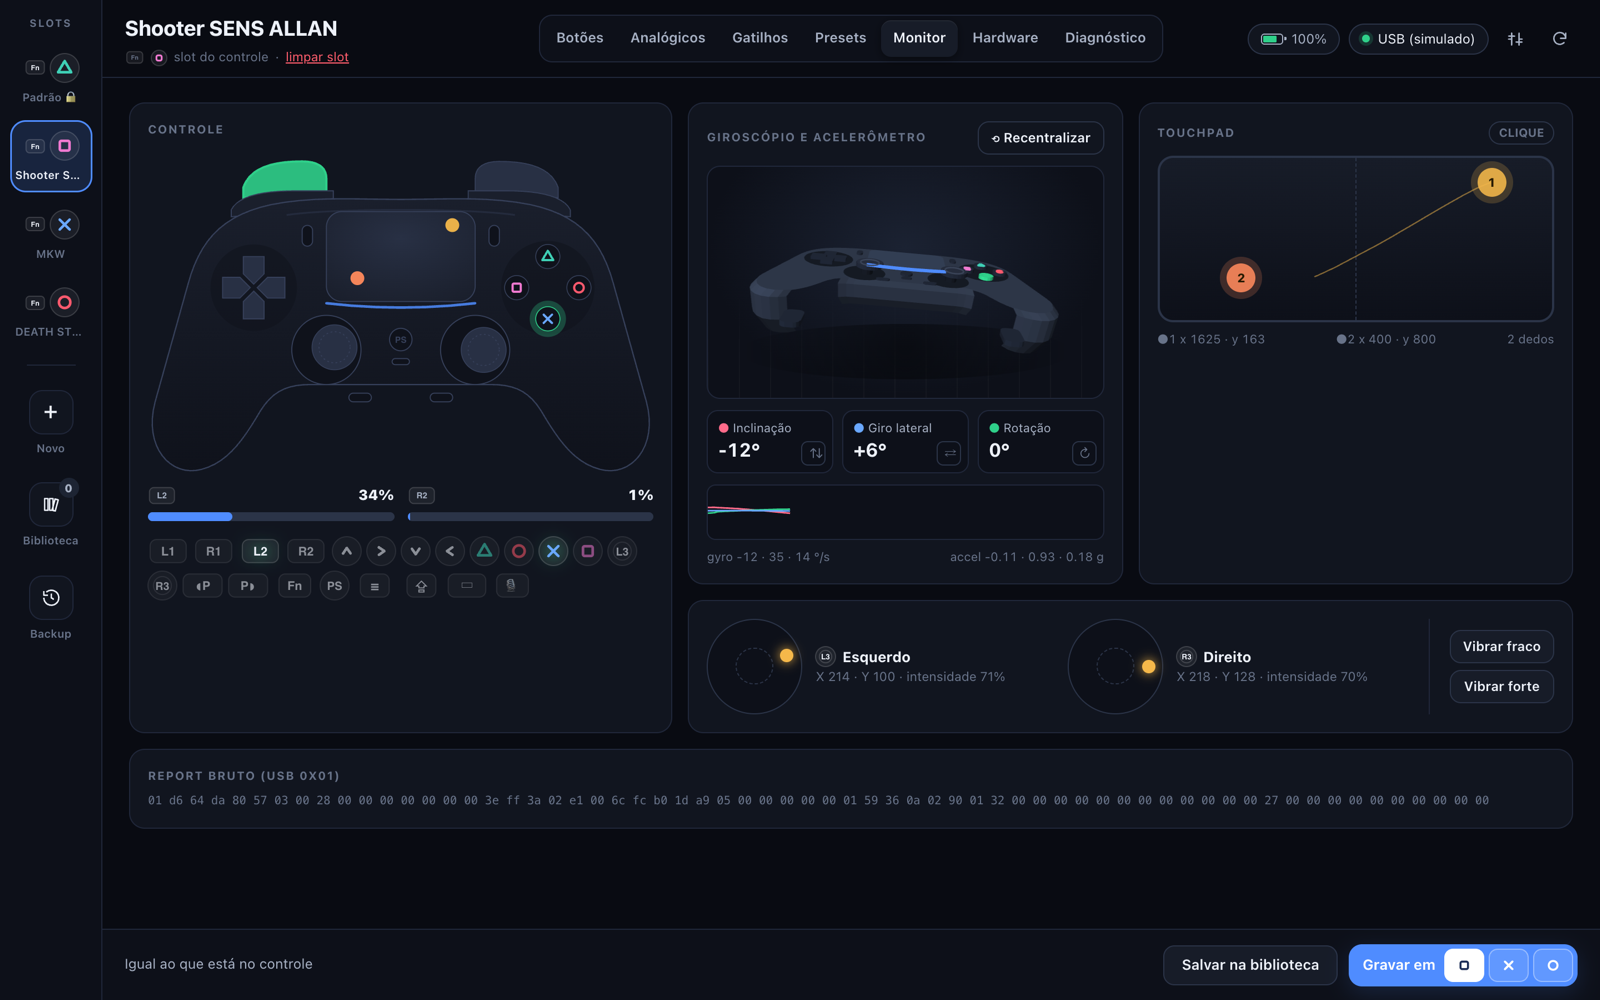 SLOTS
Fn
Padrão
Fn
Shooter S...
Fn
MKW
Fn
DEATH ST...
Novo
0
Biblioteca
Backup
Shooter SENS ALLAN
Fn slot do controle · limpar slot
Botões Analógicos Gatilhos Presets Monitor Hardware Diagnóstico
100% USB (simulado)
CONTROLE
PS
L2 34% R2 1%
L1 R1 L2 R2 L3
R3 P P Fn PS
GIROSCÓPIO E ACELERÔMETRO Recentralizar
Inclinação
-12°
Giro lateral
+6°
Rotação
0°
gyro -12 · 35 · 14 °/s accel -0.11 · 0.93 · 0.18 g
TOUCHPAD CLIQUE
1
2
1 x 1625 · y 163 2 x 400 · y 800 2 dedos
L3 Esquerdo
X 214 · Y 100 · intensidade 71%
R3 Direito
X 218 · Y 128 · intensidade 70%
Vibrar fraco
Vibrar forte
REPORT BRUTO (USB 0X01)
01 d6 64 da 80 57 03 00 28 00 00 00 00 00 00 00 3e ff 3a 02 e1 00 6c fc b0 1d a9 05 00 00 00 00 00 01 59 36 0a 02 90 01 32 00 00 00 00 00 00 00 00 00 00 00 00 27 00 00 00 00 00 00 00 00 00 00
Igual ao que está no controle
Salvar na biblioteca
Gravar em